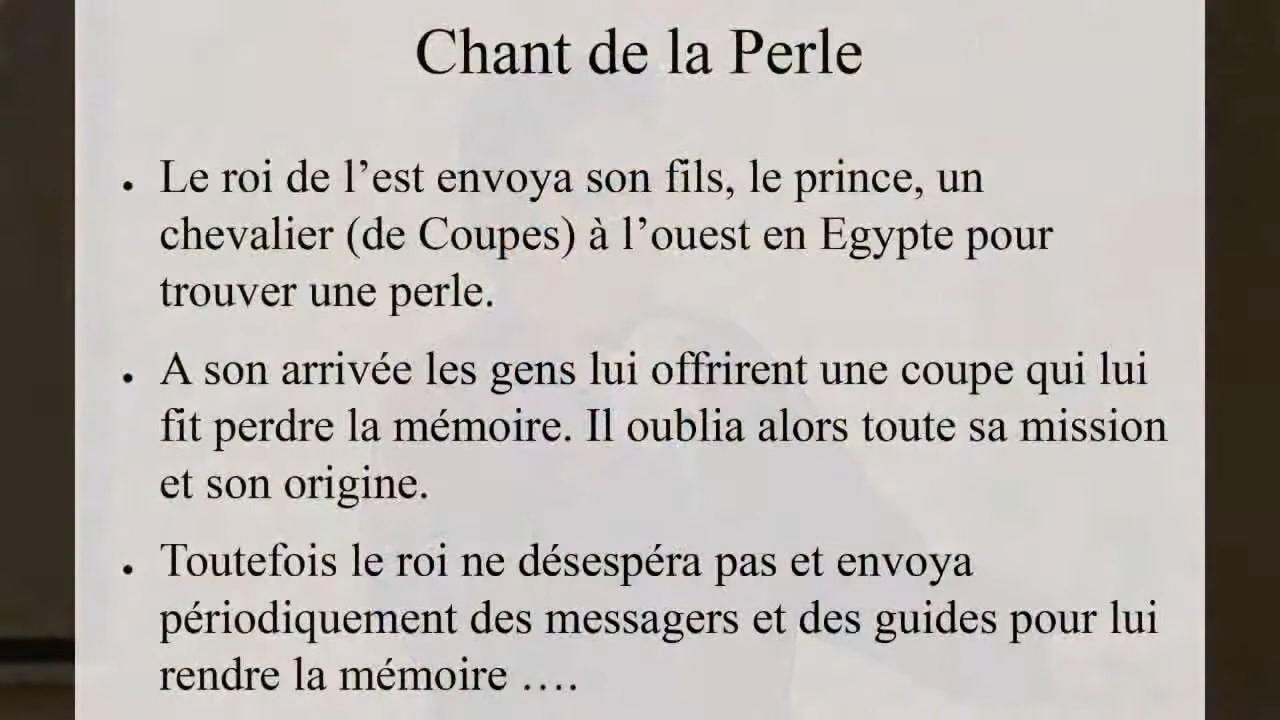 Chant de la Perle
• Le roi de l’est envoya son fils, le prince, un
chevalier (de Coupes) à l’ouest en Egypte pour
trouver une perle.
• A son arrivée les gens lui offrirent une coupe qui lui
fit perdre la mémoire. Il oublia alors toute sa mission
et son origine.
• Toutefois le roi ne désespéra pas et envoya
périodiquement des messagers et des guides pour lui
rendre la mémoire ….